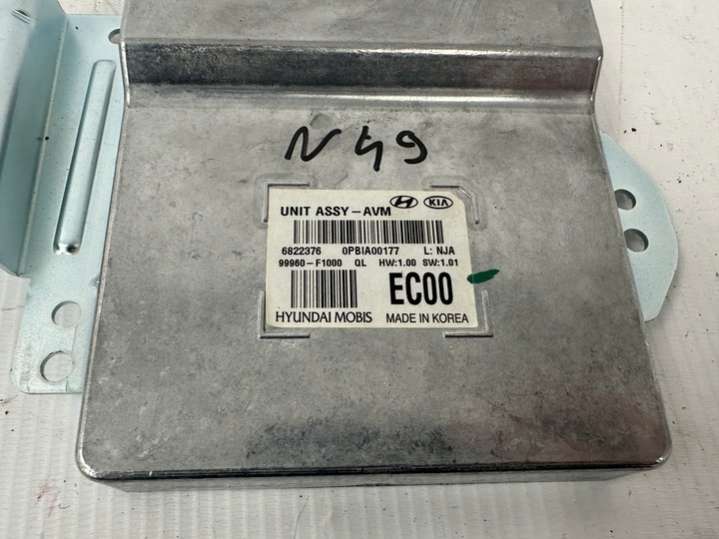 N49
UNIT ASSY-AVM KIA
6822376 0PBIA00177 L: NJA
99960-F1000 QL HW:1.00 SW:1.01
EC00
HYUNDAI MOBIS MADE IN KOREA